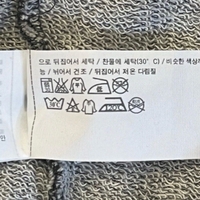 으로 뒤집어서 세탁 / 찬물에 세탁(30° C) / 비슷한 색상
능 / 뉘어서 건조 / 뒤집어서 저온 다림질